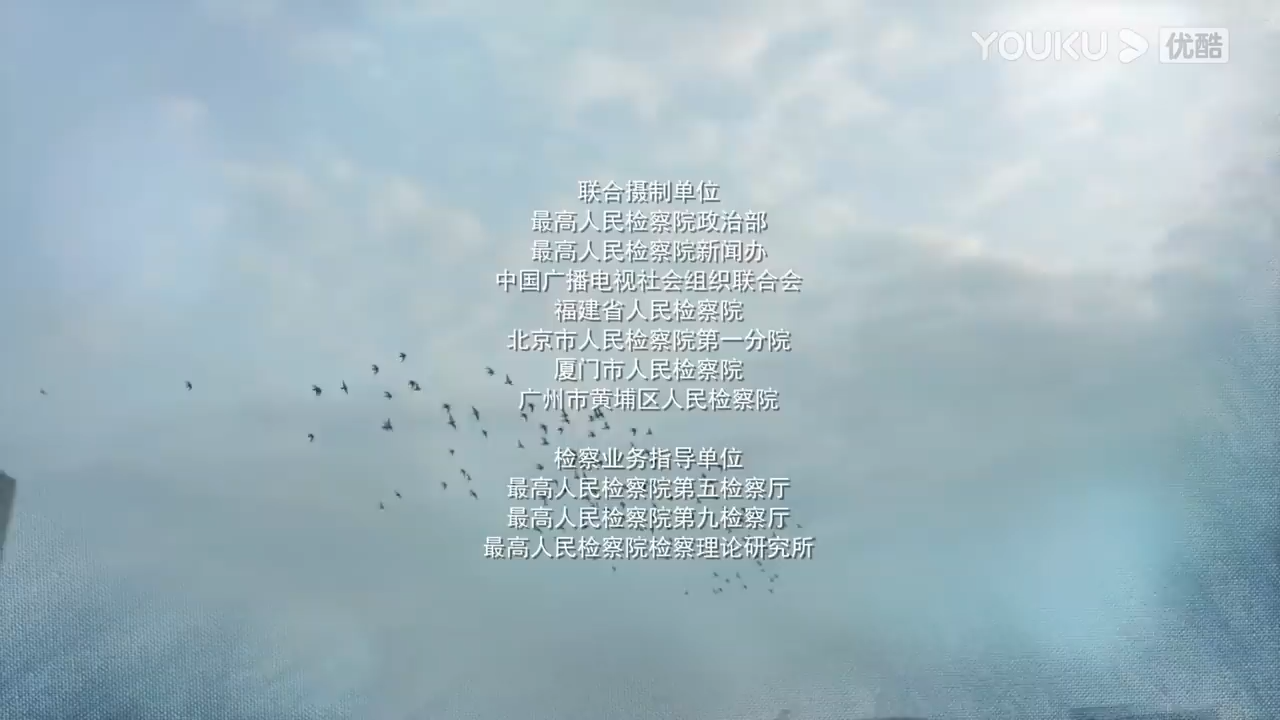 YOUKU 优酷
联合摄制单位
最高人民检察院政治部
最高人民检察院新闻办
中国广播电视社会组织联合会
福建省人民检察院
北京市人民检察院第一分院
厦门市人民检察院
广州市黄埔区人民检察院
检察业务指导单位
最高人民检察院第五检察厅
最高人民检察院第九检察厅
最高人民检察院检察理论研究所